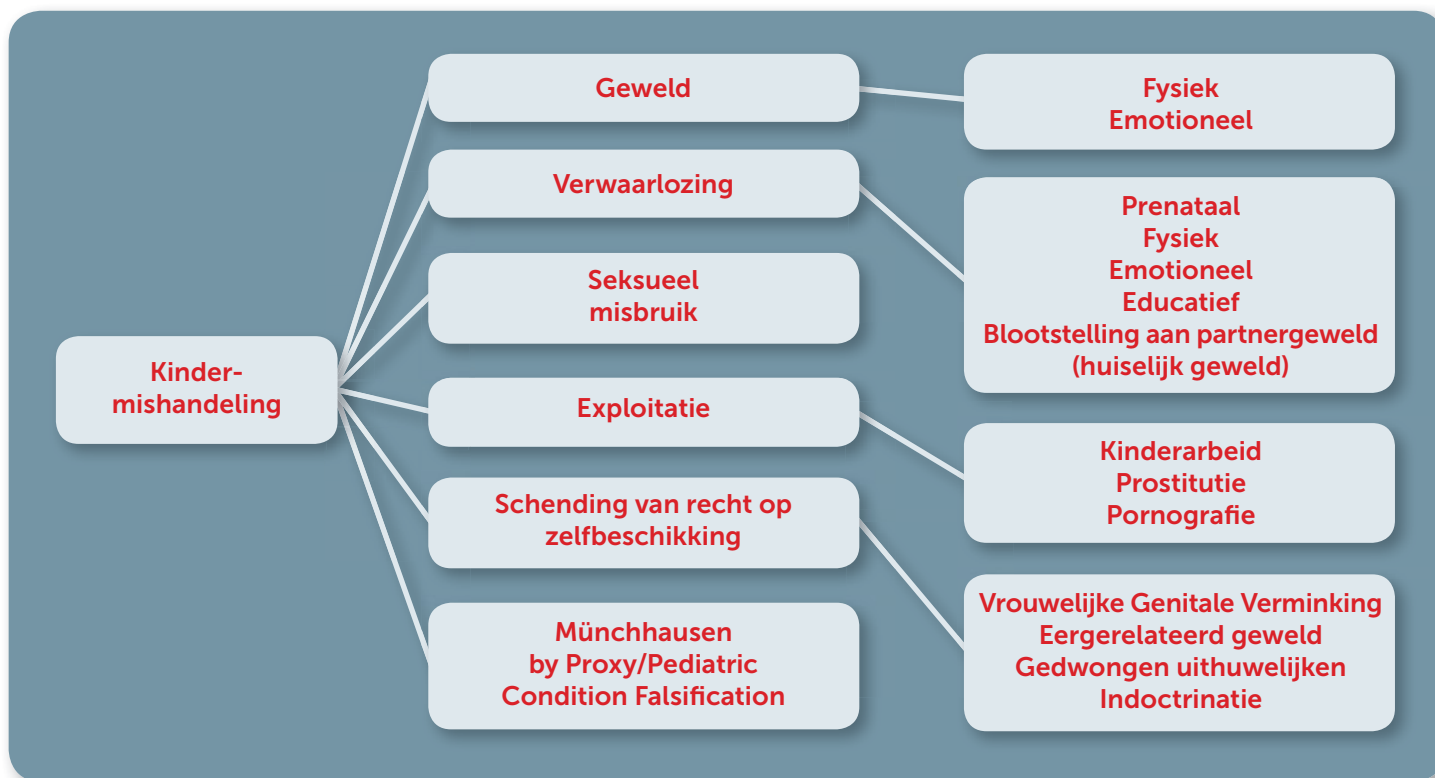 Kinder-
mishandeling
Geweld
Verwaarlozing
Seksueel
misbruik
Exploitatie
Schending van recht op
zelfbeschikking
Münchhausen
by Proxy/Pediatric
Condition Falsification
Fysiek
Emotioneel
Prenataal
Fysiek
Emotioneel
Educatief
Blootstelling aan partnergeweld
(huiselijk geweld)
Kinderarbeid
Prostitutie
Pornografie
Vrouwelijke Genitale Verminking
Eergerelateerd geweld
Gedwongen uithuwelijken
Indoctrinatie